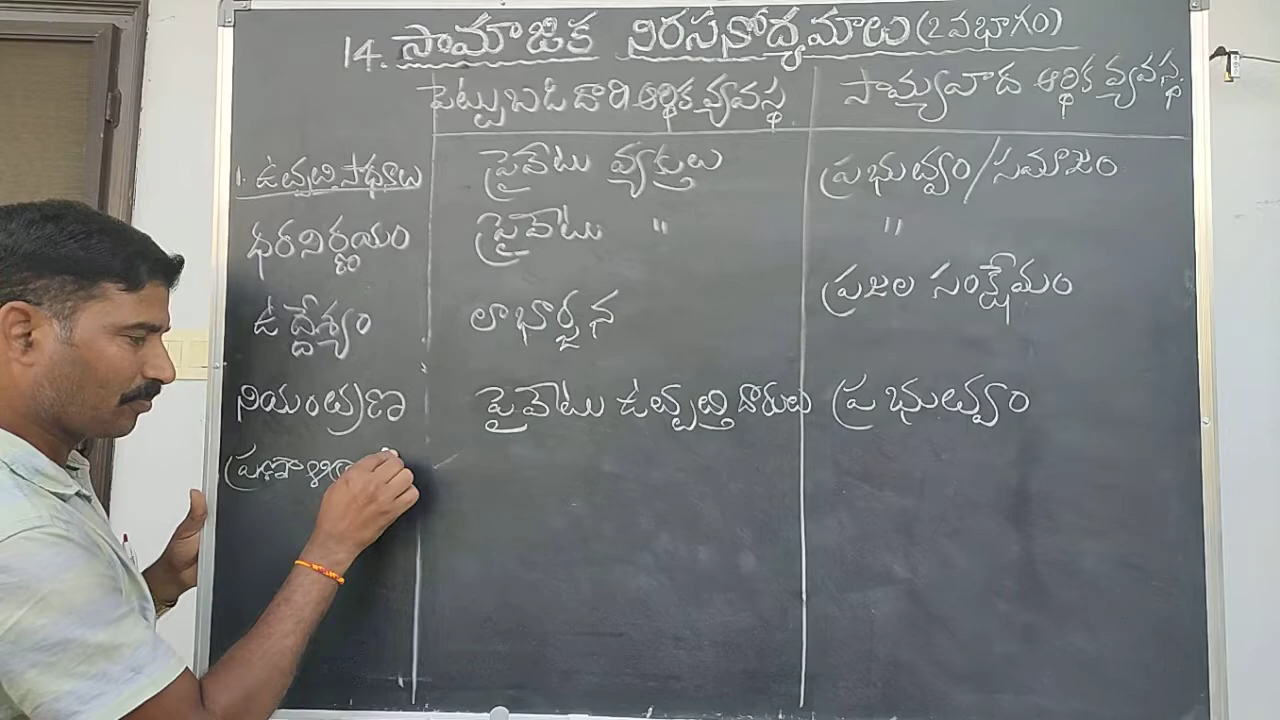 14. సామాజిక నిరసనోద్యమాలు (2వభాగం)
పెట్టుబడిదారి ఆర్థిక వ్యవస్థ సామ్యవాద ఆర్థిక వ్యవస్థ
1. ఉత్పత్తి సాధనాలు ప్రైవేటు వ్యక్తులు ప్రభుత్వం/సమాజం
ధరనిర్ణయం ప్రైవేటు " "
ఉద్దేశ్యం లాభార్జన ప్రజల సంక్షేమం
నియంత్రణ ప్రైవేటు ఉత్పత్తి దారులు ప్రభుత్వం